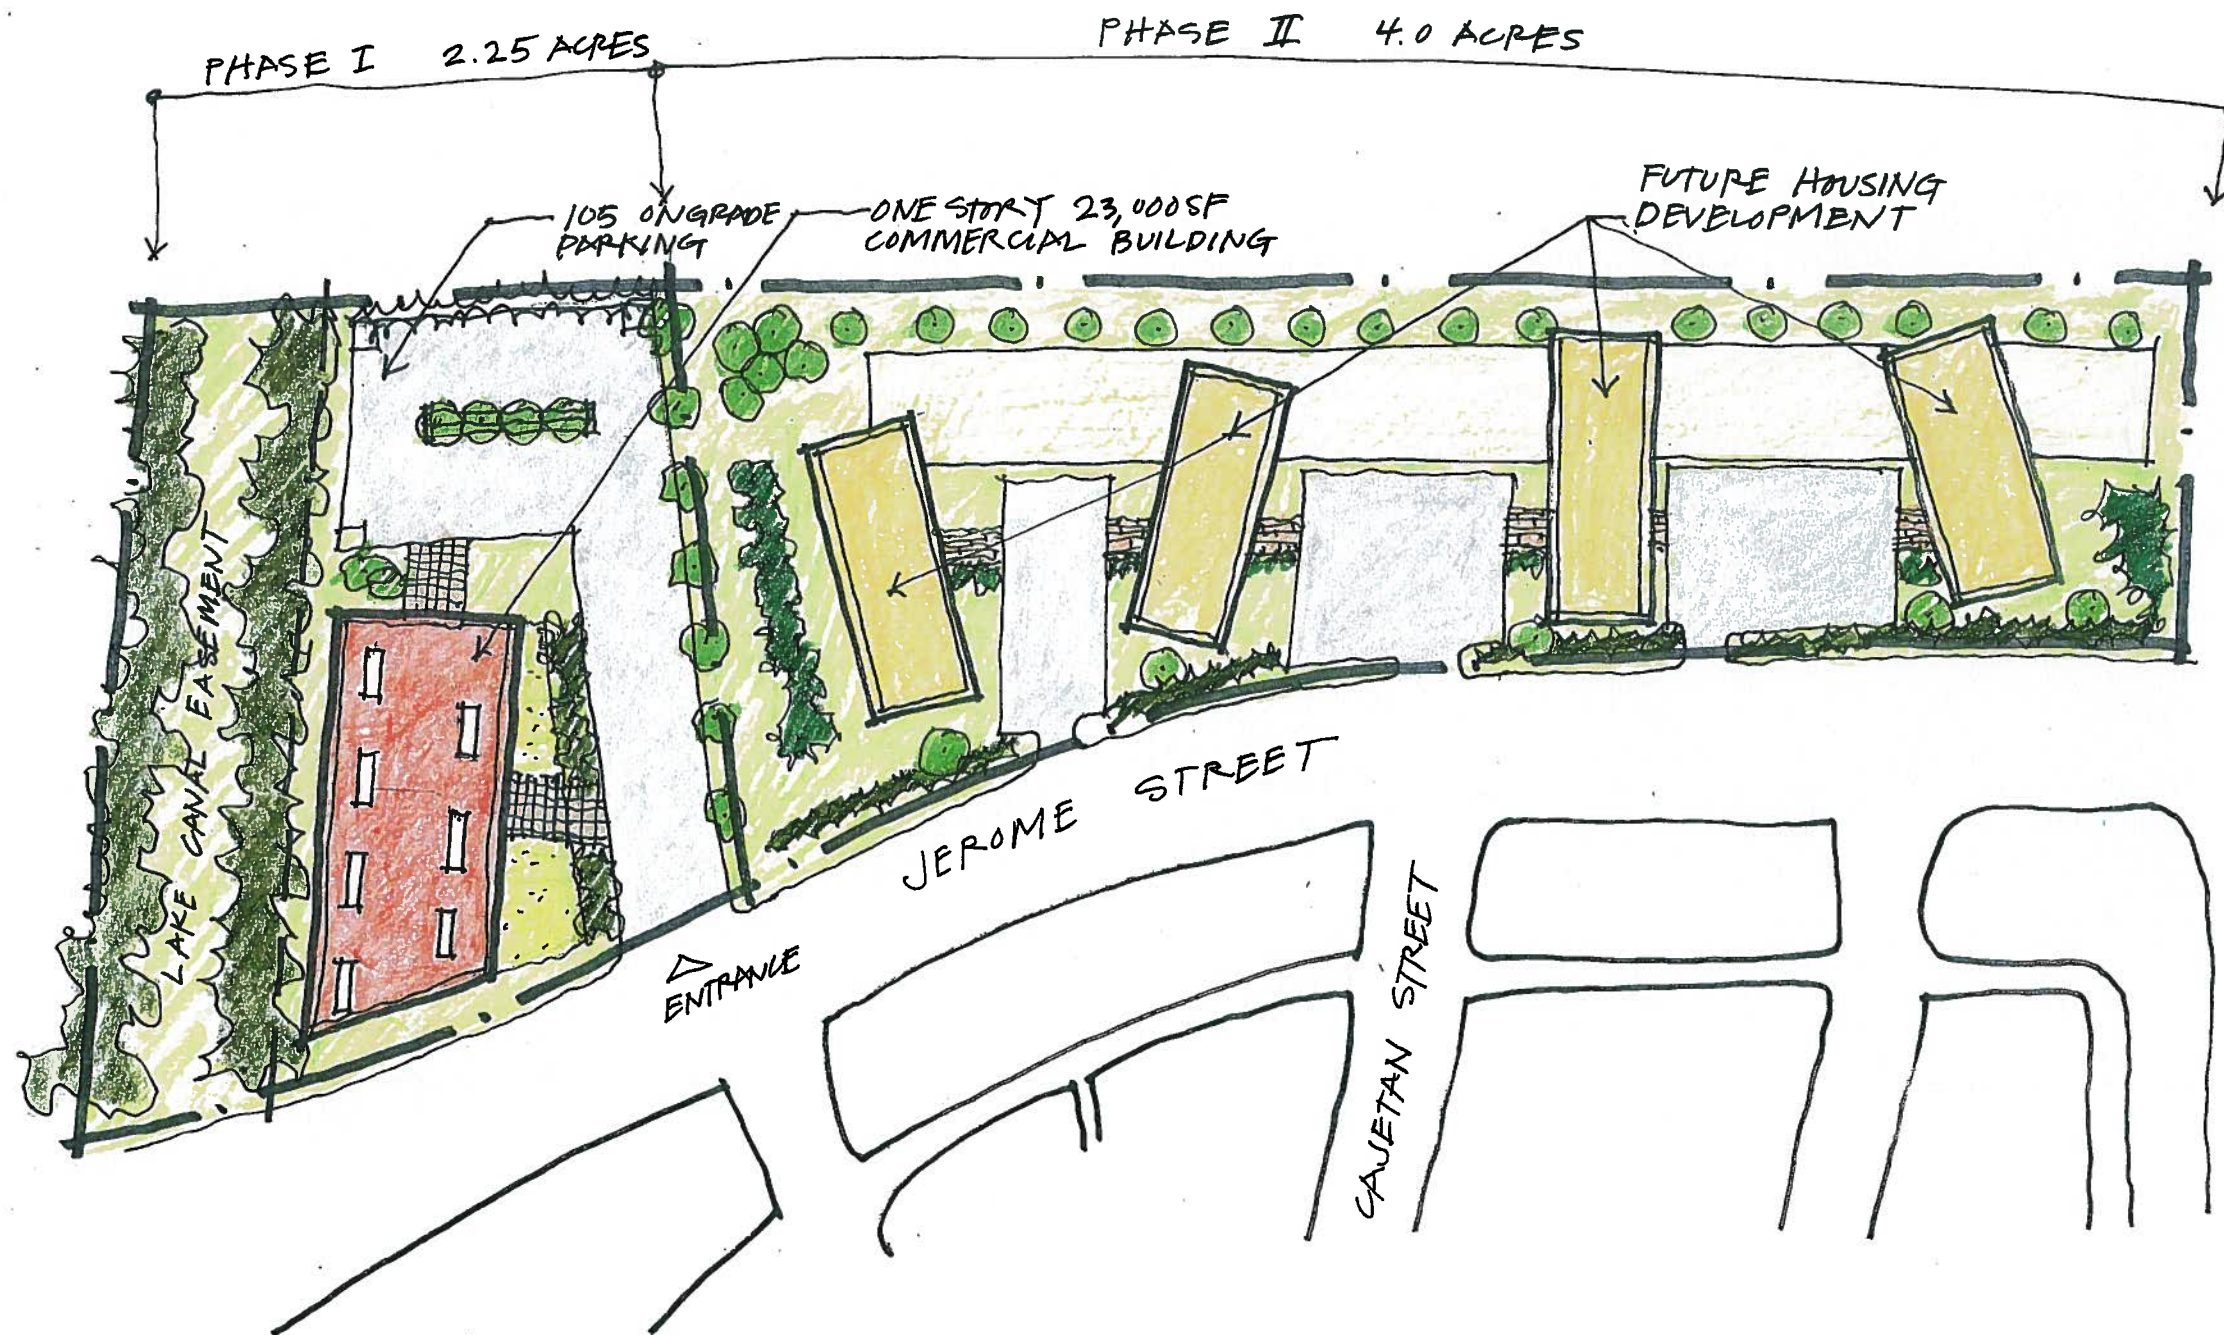 PHASE I 2.25 ACRES
PHASE II 4.0 ACRES
105 ONGRADE
PARKING
ONE STORY 23,000SF
COMMERCIAL BUILDING
FUTURE HOUSING
DEVELOPMENT
LAKE CANAL EASEMENT
JEROME STREET
ENTRANCE
CAJETAN STREET